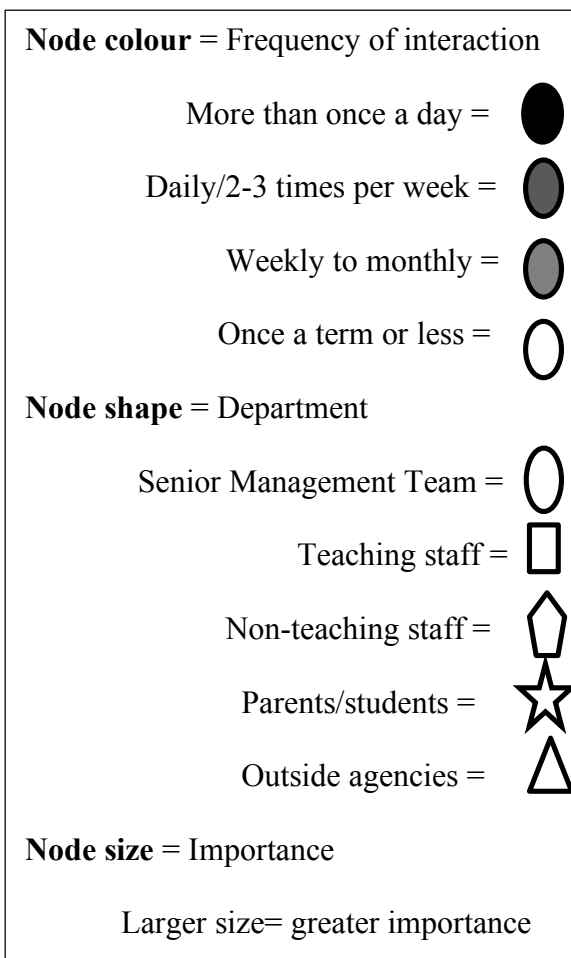 Node colour = Frequency of interaction
More than once a day =
Daily/2-3 times per week =
Weekly to monthly =
Once a term or less =
Node shape = Department
Senior Management Team =
Teaching staff =
Non-teaching staff =
Parents/students =
Outside agencies =
Node size = Importance
Larger size= greater importance